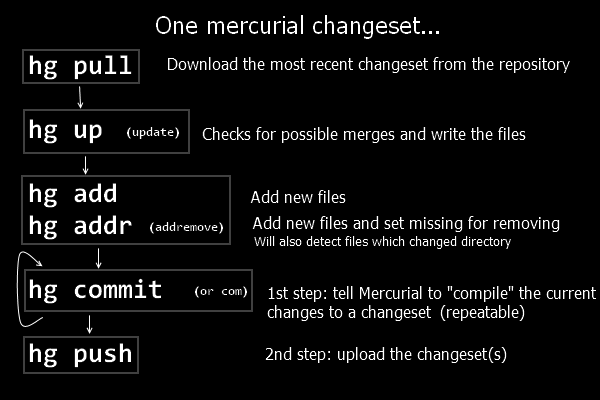 One mercurial changeset...
hg pull Download the most recent changeset from the repository
hg up (update) Checks for possible merges and write the files
hg add Add new files
hg addr (addremove) Add new files and set missing for removing
Will also detect files which changed directory
hg commit (or com) 1st step: tell Mercurial to "compile" the current
changes to a changeset (repeatable)
hg push 2nd step: upload the changeset(s)